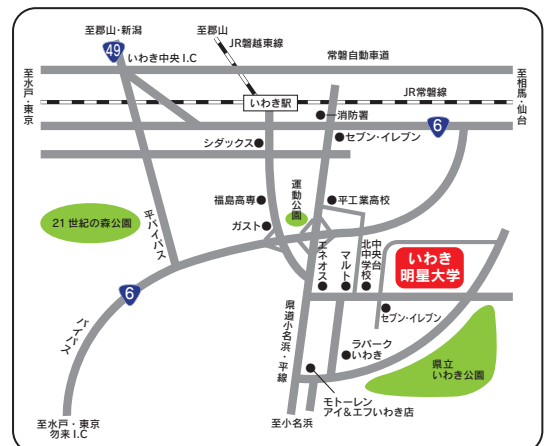 至郡山・新潟
49
いわき中央I.C
至郡山
JR磐越東線
常磐自動車道
至水戸・東京
至相馬・仙台
JR常磐線
いわき駅
消防署
6
シダックス
セブン-イレブン
福島高専
運動公園
平工業高校
21世紀の森公園
平バイパス
ガスト
エネオス
マルト
中央台
北中学校
いわき
明星大学
6
バイパス
県道小名浜・平線
セブン-イレブン
ラパーク
いわき
県立
いわき公園
モトーレン
アイ&エフいわき店
至水戸・東京
勿来I.C
至小名浜